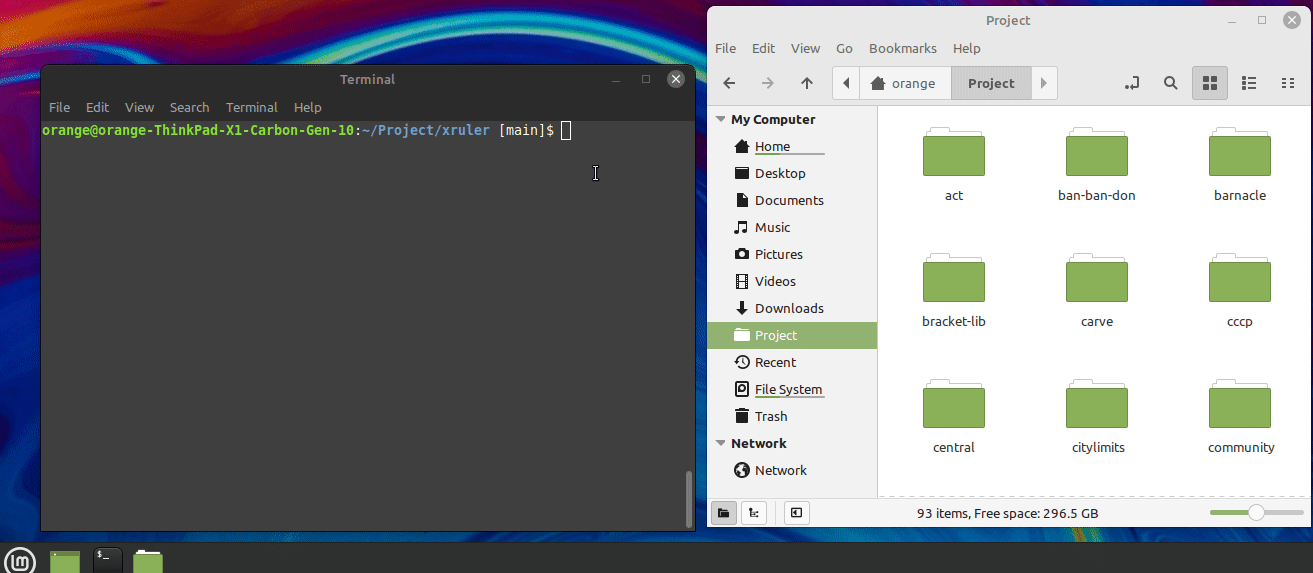 Terminal
File Edit View Search Terminal Help
orange@orange-ThinkPad-X1-Carbon-Gen-10:~/Project/xruler [main]$
Project
File Edit View Go Bookmarks Help
orange Project
My Computer
Home
Desktop
Documents
Music
Pictures
Videos
Downloads
Project
Recent
File System
Trash
Network
Network
act ban-ban-don barnacle
bracket-lib carve cccp
central citylimits community
93 items, Free space: 296.5 GB
$_
lm